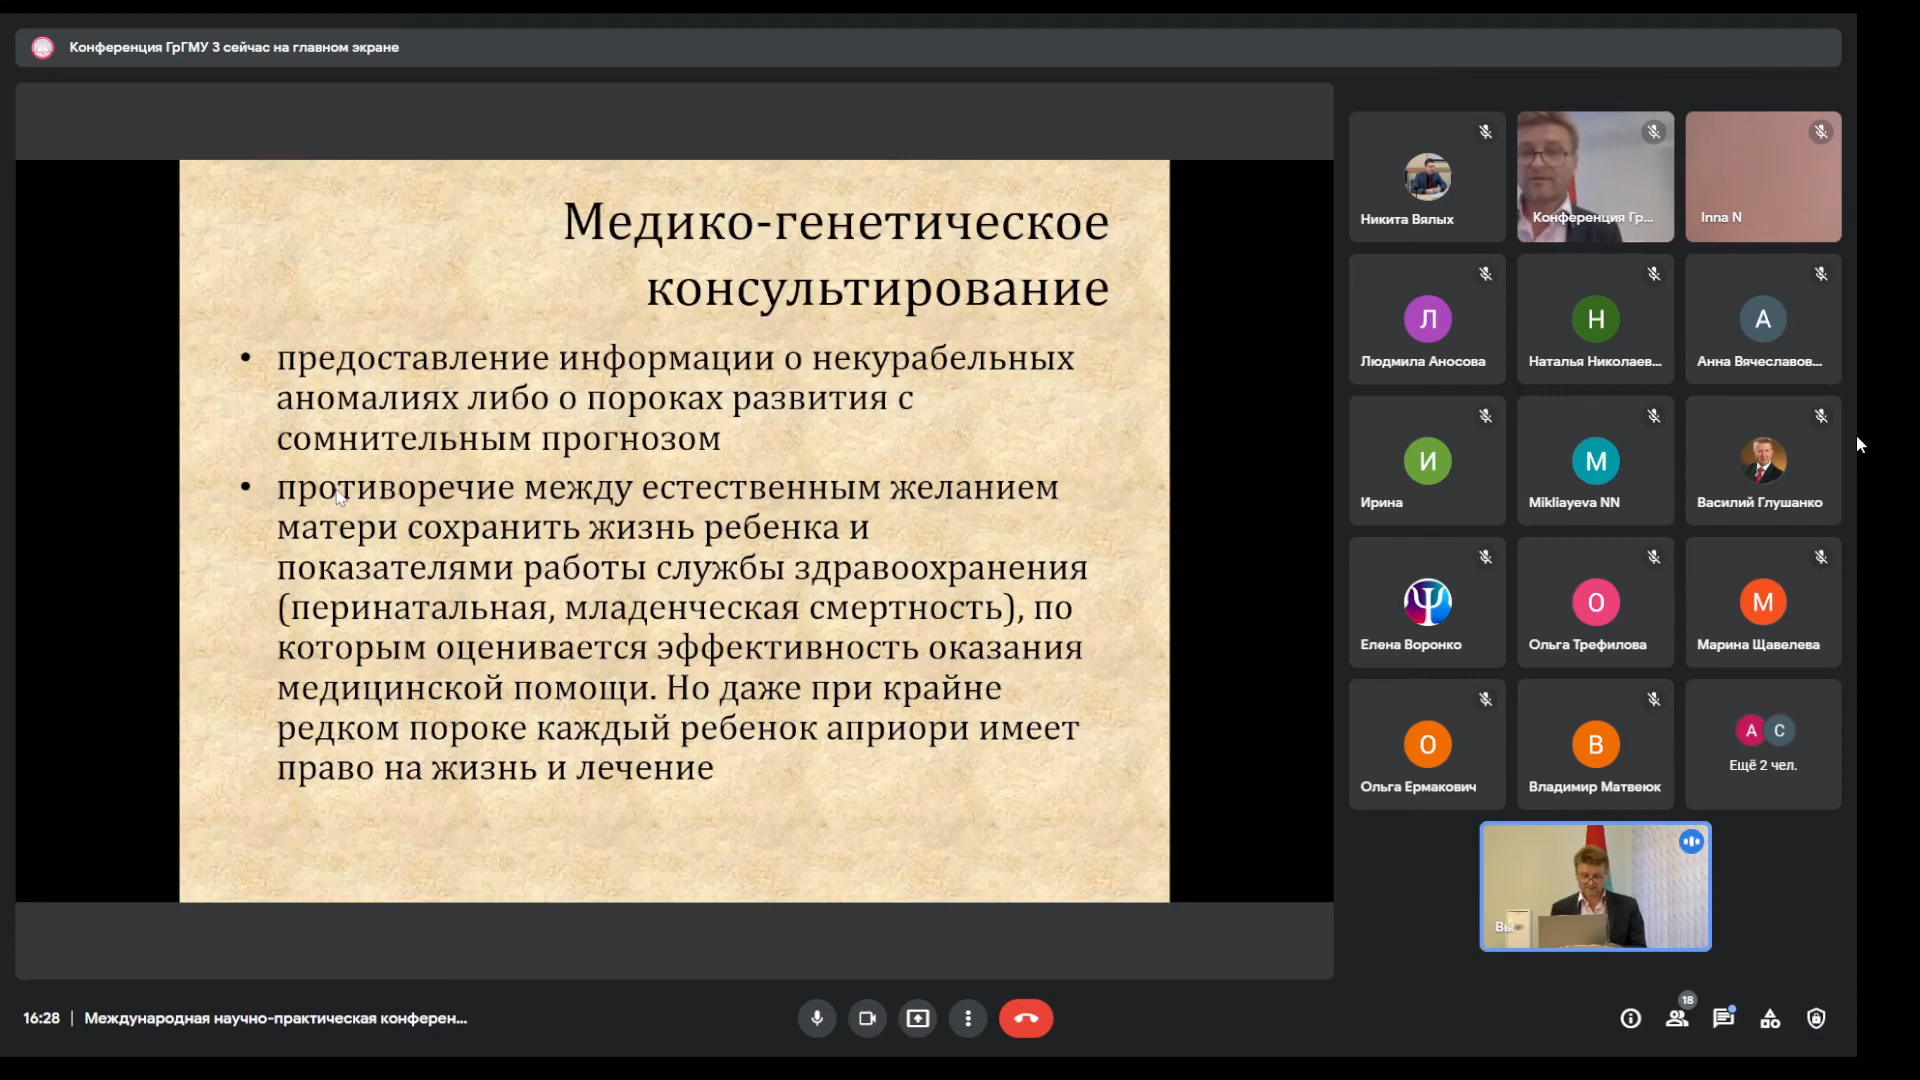 Конференция ГрГМУ 3 сейчас на главном экране
Медико-генетическое
консультирование
• предоставление информации о некурабельных
аномалиях либо о пороках развития с
сомнительным прогнозом
• противоречие между естественным желанием
матери сохранить жизнь ребенка и
показателями работы службы здравоохранения
(перинатальная, младенческая смертность), по
которым оценивается эффективность оказания
медицинской помощи. Но даже при крайне
редком пороке каждый ребенок априори имеет
право на жизнь и лечение
Никита Вялых
Конференция Гр...
Inna N
Л
Людмила Аносова
Н
Наталья Николаев...
А
Анна Вячеславов...
И
Ирина
M
Mikliayeva NN
Василий Глушанко
Ψ
Елена Воронко
О
Ольга Трефилова
М
Марина Щавелева
О
Ольга Ермакович
В
Владимир Матвеюк
А С
Ещё 2 чел.
Вы
16:28 | Международная научно-практическая конферен...
18